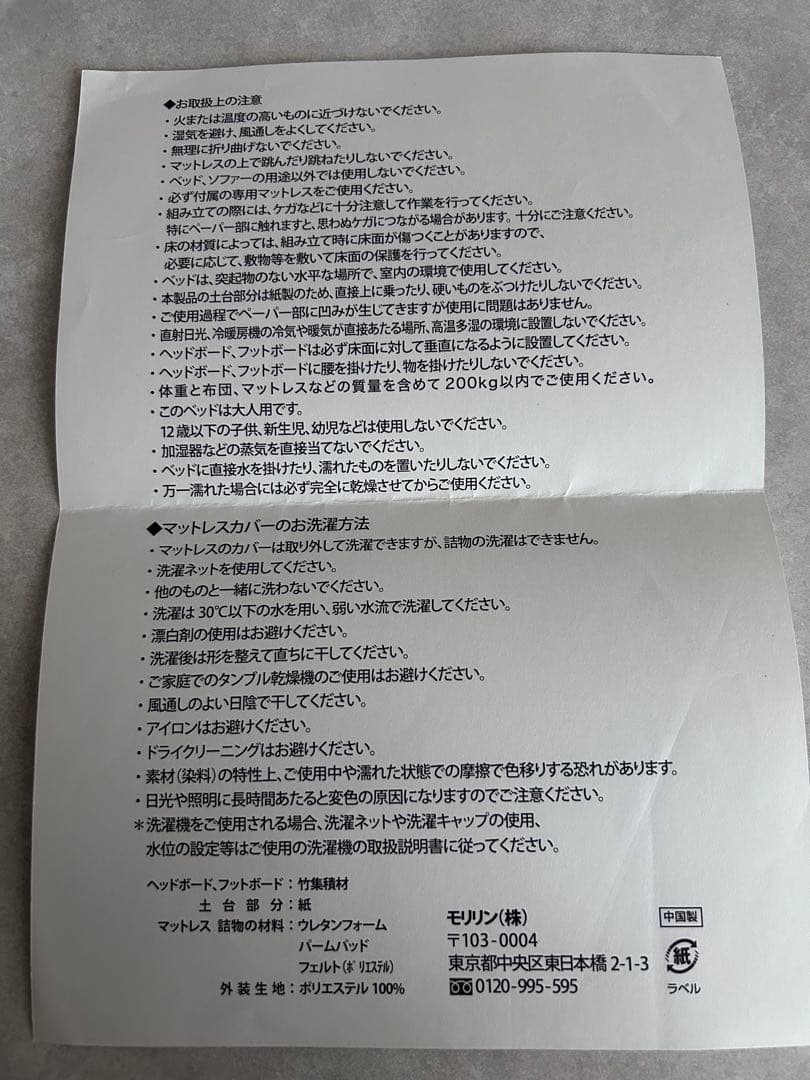 ◆お取扱上の注意
・火または温度の高いものに近づけないでください。
・湿気を避け、風通しをよくしてください。
・無理に折り曲げないでください。
・マットレスの上で跳んだり跳ねたりしないでください。
・ベッド、ソファーの用途以外では使用しないでください。
・必ず付属の専用マットレスをご使用ください。
・組み立ての際には、ケガなどに十分注意して作業を行ってください。
特にペーパー部に触れますと、思わぬケガにつながる場合があります。十分にご注意ください。
・床の材質によっては、組み立て時に床面が傷つくことがありますので、
必要に応じて、敷物等を敷いて床面の保護を行ってください。
・ベッドは、突起物のない水平な場所で、室内の環境で使用してください。
・本製品の土台部分は紙製のため、直接上に乗ったり、硬いものをぶつけたりしないでください。
・ご使用過程でペーパー部に凹みが生じてきますが使用に問題はありません。
・直射日光、冷暖房機の冷気や暖気が直接あたる場所、高温多湿の環境に設置しないでください。
・ヘッドボード、フットボードは必ず床面に対して垂直になるように設置してください。
・ヘッドボード、フットボードに腰を掛けたり、物を掛けたりしないでください。
・体重と布団、マットレスなどの質量を含めて200kg以内でご使用ください。
・このベッドは大人用です。
12歳以下の子供、新生児、幼児などは使用しないでください。
・加湿器などの蒸気を直接当てないでください。
・ベッドに直接水を掛けたり、濡れたものを置いたりしないでください。
・万一濡れた場合には必ず完全に乾燥させてからご使用ください。
◆マットレスカバーのお洗濯方法
・マットレスのカバーは取り外して洗濯できますが、詰物の洗濯はできません。
・洗濯ネットを使用してください。
・他のものと一緒に洗わないでください。
・洗濯は30℃以下の水を用い、弱い水流で洗濯してください。
・漂白剤の使用はお避けください。
・洗濯後は形を整えて直ちに干してください。
・ご家庭でのタンブル乾燥機のご使用はお避けください。
・風通しのよい日陰で干してください。
・アイロンはお避けください。
・ドライクリーニングはお避けください。
・素材（染料）の特性上、ご使用中や濡れた状態での摩擦で色移りする恐れがあります。
・日光や照明に長時間あたると変色の原因になりますのでご注意ください。
＊洗濯機をご使用される場合、洗濯ネットや洗濯キャップの使用、
水位の設定等はご使用の洗濯機の取扱説明書に従ってください。
ヘッドボード、フットボード：竹集積材
土台部分：紙
マットレス 詰物の材料：ウレタンフォーム
パームパッド
フェルト（ポリエステル）
外装生地：ポリエステル100%
モリリン（株）
〒103-0004
東京都中央区東日本橋2-1-3
0120-995-595
中国製
紙
ラベル